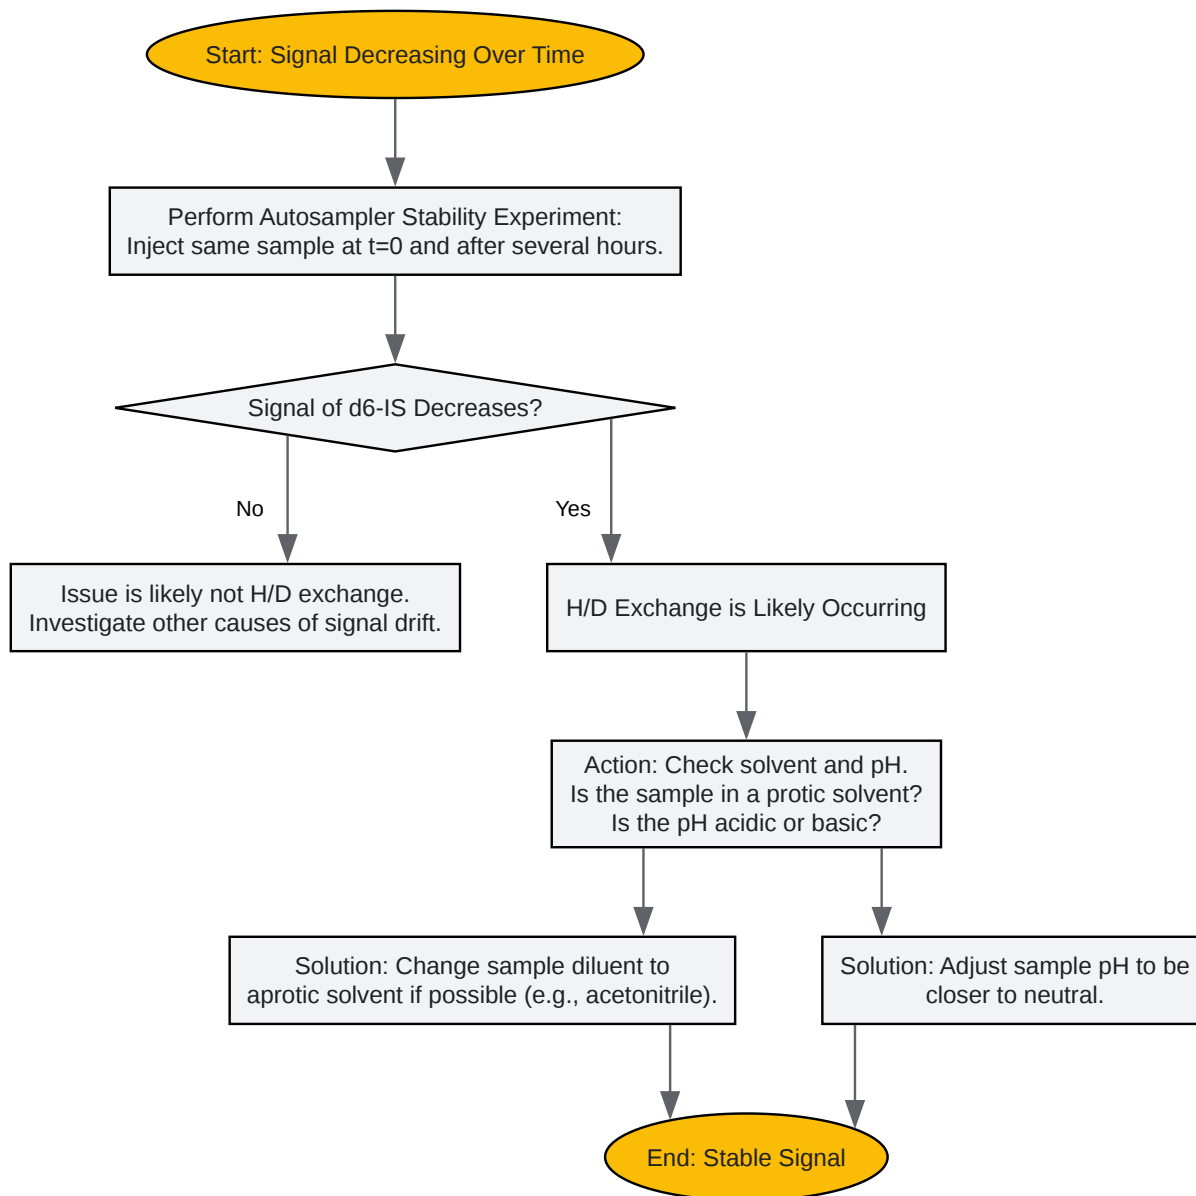 Start: Signal Decreasing Over Time
Perform Autosampler Stability Experiment:
Inject same sample at t=0 and after several hours.
Signal of d6-IS Decreases?
No
Yes
Issue is likely not H/D exchange.
Investigate other causes of signal drift.
H/D Exchange is Likely Occurring
Action: Check solvent and pH.
Is the sample in a protic solvent?
Is the pH acidic or basic?
Solution: Change sample diluent to
aprotic solvent if possible (e.g., acetonitrile).
Solution: Adjust sample pH to be
closer to neutral.
End: Stable Signal